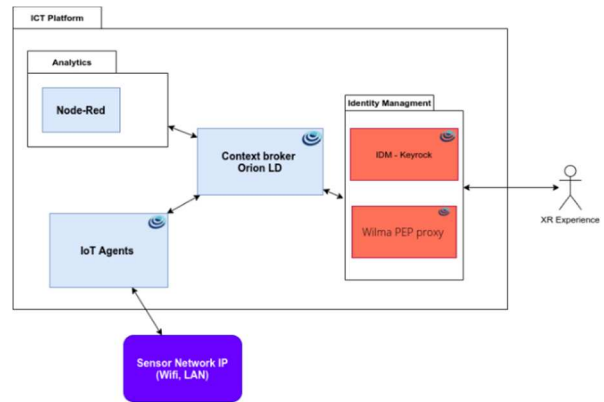 ICT Platform
Analytics
Node-Red
Identity Managment
Context broker
Orion LD
IDM - Keyrock
Wilma PEP proxy
XR Experience
IoT Agents
Sensor Network IP
(Wifi, LAN)